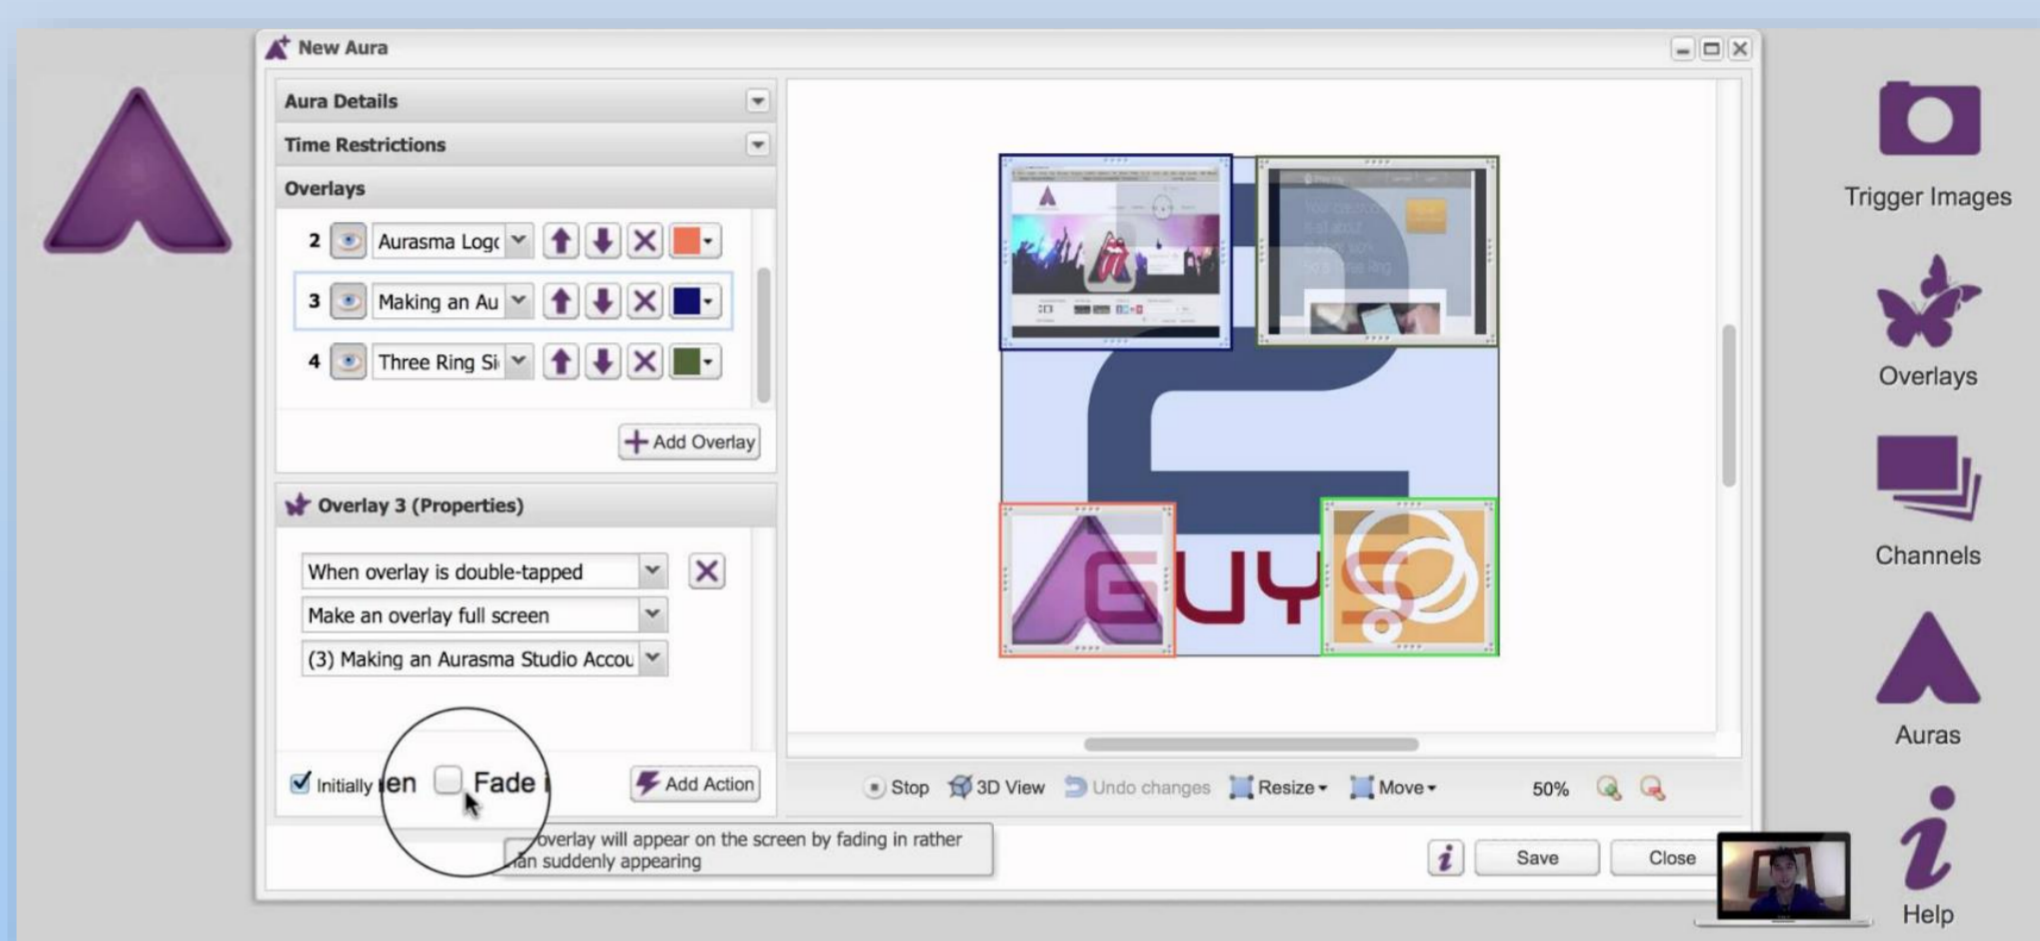 New Aura
Aura Details
Time Restrictions
Overlays
2 Aurasma Logo
3 Making an Au
4 Three Ring Si
Add Overlay
Overlay 3 (Properties)
When overlay is double-tapped
Make an overlay full screen
(3) Making an Aurasma Studio Accou
Initially en Fade i
Add Action
overlay will appear on the screen by fading in rather
an suddenly appearing
GUYS
Stop 3D View Undo changes Resize Move 50%
i Save Close
Trigger Images
Overlays
Channels
Auras
Help